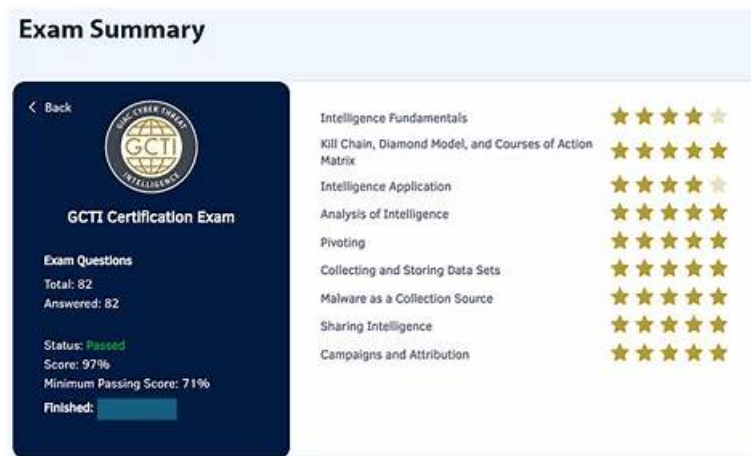 Exam Summary
< Back
GIAC CYBER THREAT
GCTI
INTELLIGENCE
GCTI Certification Exam
Exam Questions
Total: 82
Answered: 82
Status: Passed
Score: 97%
Minimum Passing Score: 71%
Finished:
Intelligence Fundamentals
Kill Chain, Diamond Model, and Courses of Action
Matrix
Intelligence Application
Analysis of Intelligence
Pivoting
Collecting and Storing Data Sets
Malware as a Collection Source
Sharing Intelligence
Campaigns and Attribution